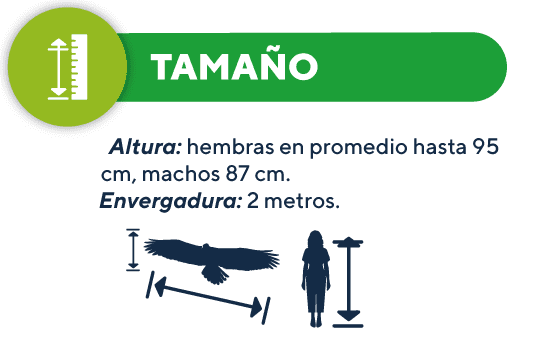 TAMAÑO
Altura: hembras en promedio hasta 95
cm, machos 87 cm.
Envergadura: 2 metros.